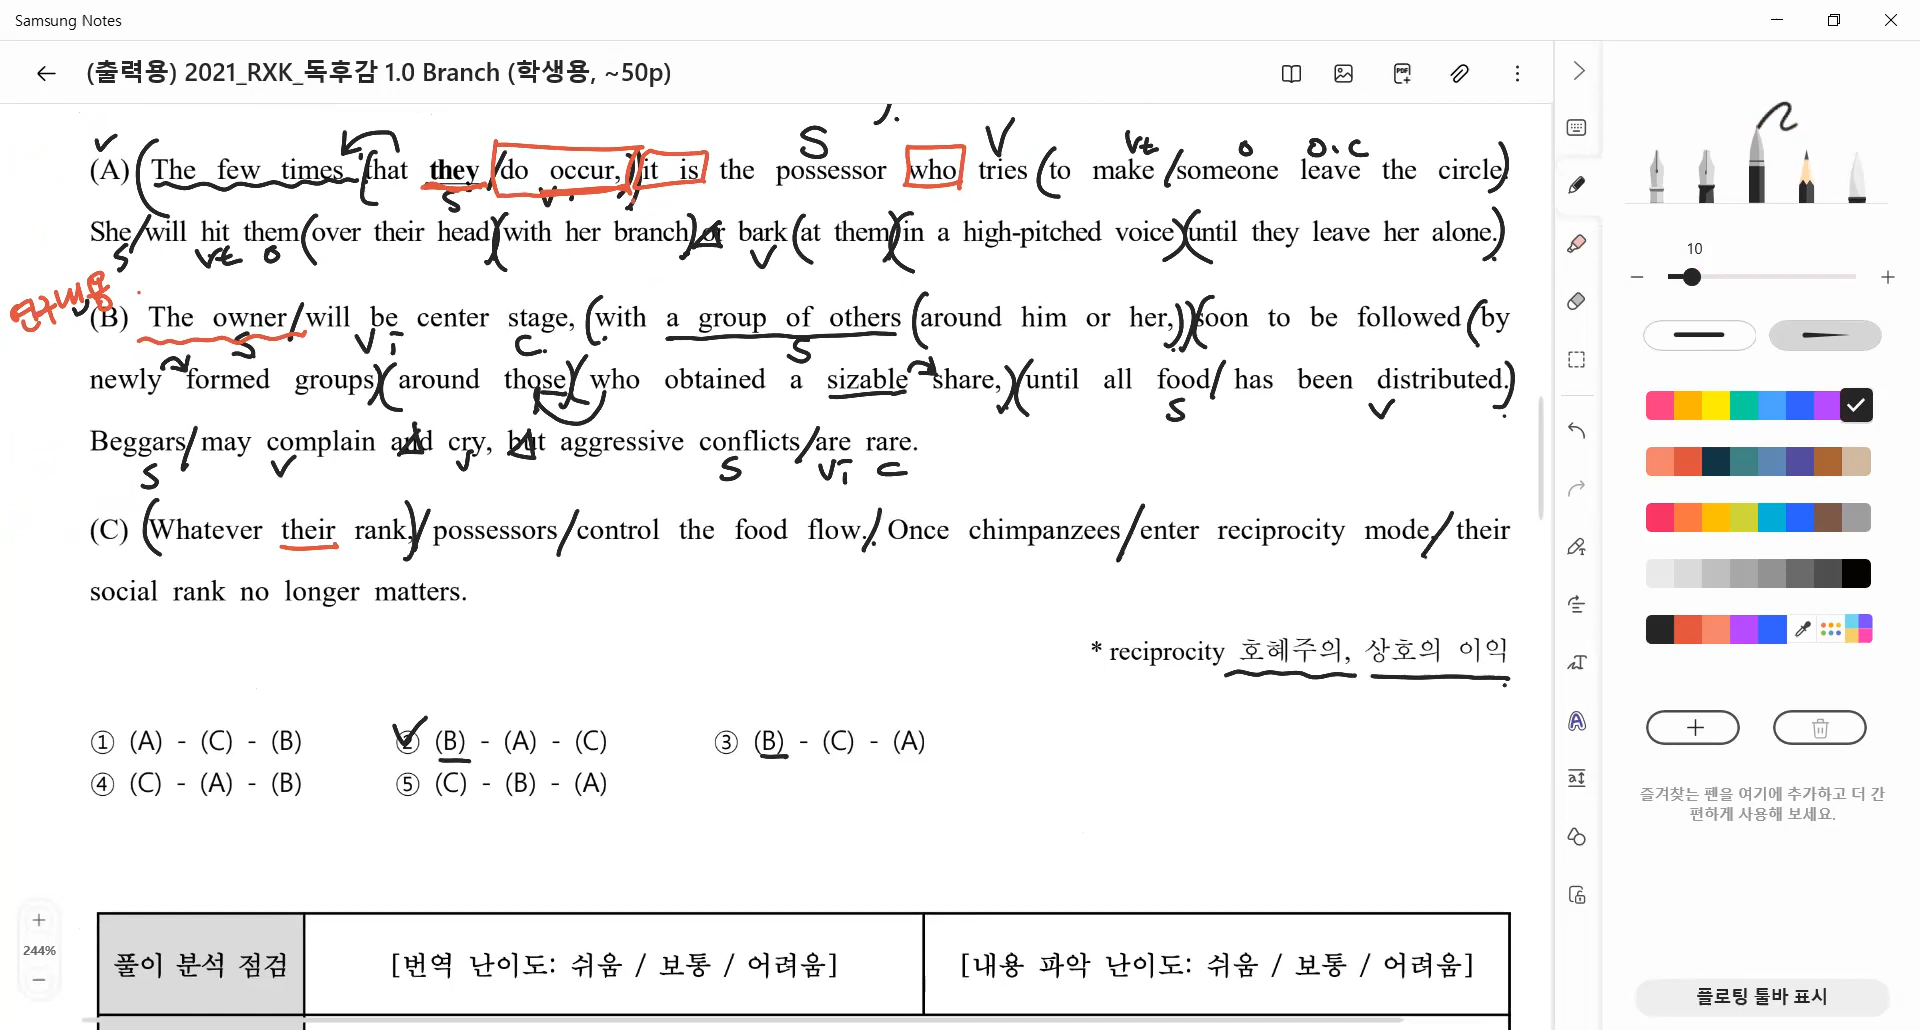 Samsung Notes
(출력용) 2021_RXK_독후감 1.0 Branch (학생용, ~50p)
S V Vt O O.C
(A) The few times that they do occur, it is the possessor who tries to make someone leave the circle.
S V
She will hit them over their head with her branch or bark at them in a high-pitched voice until they leave her alone.
S Vt O V
연구내용
(B) The owner will be center stage, with a group of others around him or her, soon to be followed by
S Vi C. S
newly formed groups around those who obtained a sizable share, until all food has been distributed.
S V
Beggars may complain and cry, but aggressive conflicts are rare.
S V V S Vi C
(C) Whatever their rank, possessors control the food flow. Once chimpanzees enter reciprocity mode, their
social rank no longer matters.
* reciprocity 호혜주의, 상호의 이익
① (A) - (C) - (B) ② (B) - (A) - (C) ③ (B) - (C) - (A)
④ (C) - (A) - (B) ⑤ (C) - (B) - (A)
풀이 분석 점검 [번역 난이도: 쉬움 / 보통 / 어려움] [내용 파악 난이도: 쉬움 / 보통 / 어려움]
244%
10
즐겨찾는 펜을 여기에 추가하고 더 간
편하게 사용해 보세요.
플로팅 툴바 표시